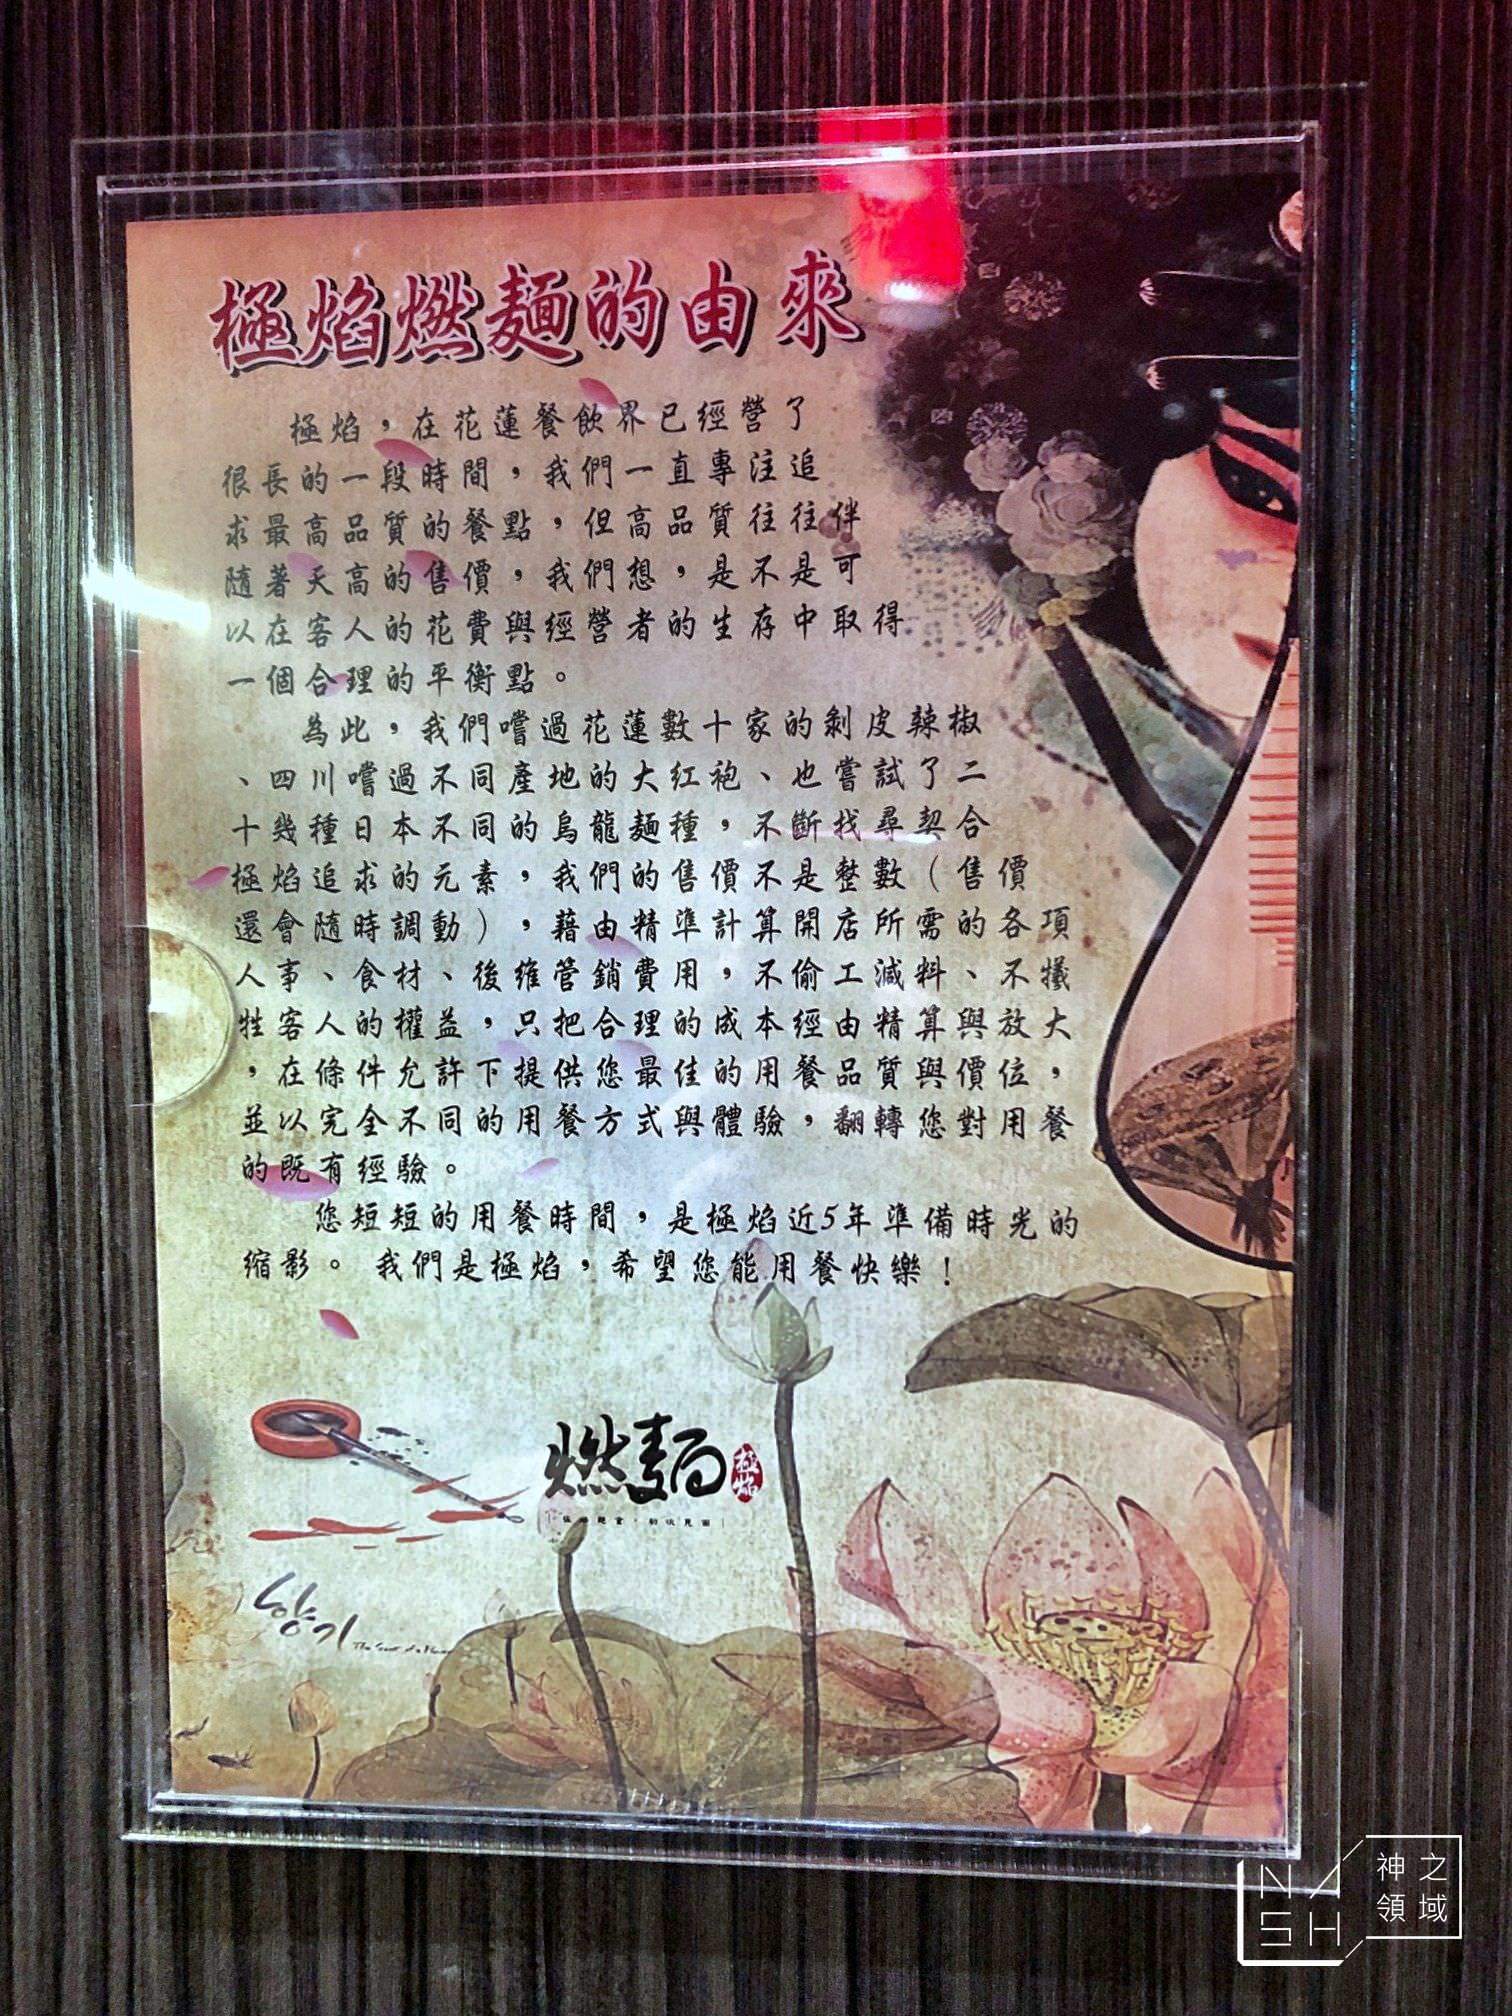 極焰燃麵的由來
極焰，在花蓮餐飲界已經營了
很長的一段時間，我們一直專注追
求最高品質的餐點，但高品質往往伴
隨著天高的售價，我們想，是不是可
以在客人的花費與經營者的生存中取得
一個合理的平衡點。
為此，我們嚐過花蓮數十家的剝皮辣椒
、四川嚐過不同產地的大紅袍、也嘗試了二
十幾種日本不同的烏龍麵種，不斷找尋契合
極焰追求的元素，我們的售價不是整數（售價
還會隨時調動），藉由精準計算開店所需的各項
人事、食材、後維管銷費用，不偷工減料、不犧
牲客人的權益，只把合理的成本經由精算與放大
，在條件允許下提供您最佳的用餐品質與價位，
並以完全不同的用餐方式與體驗，翻轉您對用餐
的既有經驗。
您短短的用餐時間，是極焰近5年準備時光的
縮影。 我們是極焰，希望您能用餐快樂！
燃麵 極焰
향기
NASH 神之領域